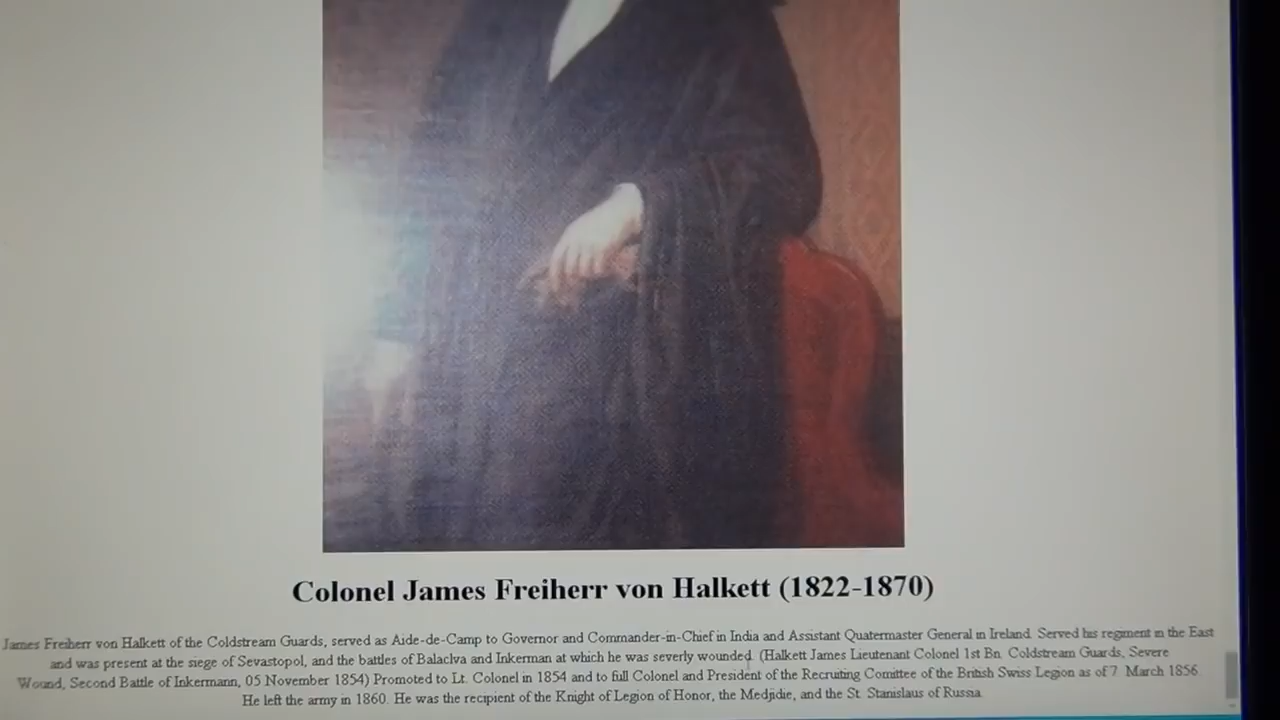 Colonel James Freiherr von Halkett (1822-1870)
James Freiherr von Halkett of the Coldstream Guards, served as Aide-de-Camp to Governor and Commander-in-Chief in India and Assistant Quatermaster General in Ireland. Served his regiment in the East
and was present at the siege of Sevastopol, and the battles of Balaclva and Inkerman at which he was severly wounded. (Halkett James Lieutenant Colonel 1st Bn. Coldstream Guards, Severe
Wound, Second Battle of Inkermann, 05 November 1854) Promoted to Lt. Colonel in 1854 and to full Colonel and President of the Recruiting Comittee of the British Swiss Legion as of 7 March 1856.
He left the army in 1860. He was the recipient of the Knight of Legion of Honor, the Medjidie, and the St. Stanislaus of Russia.